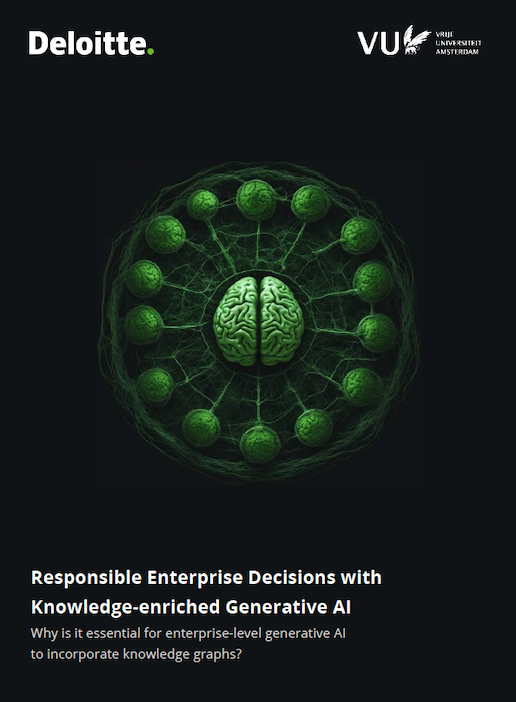 Deloitte.
VU
VRIJE
UNIVERSITEIT
AMSTERDAM
Responsible Enterprise Decisions with
Knowledge-enriched Generative AI
Why is it essential for enterprise-level generative AI
to incorporate knowledge graphs?